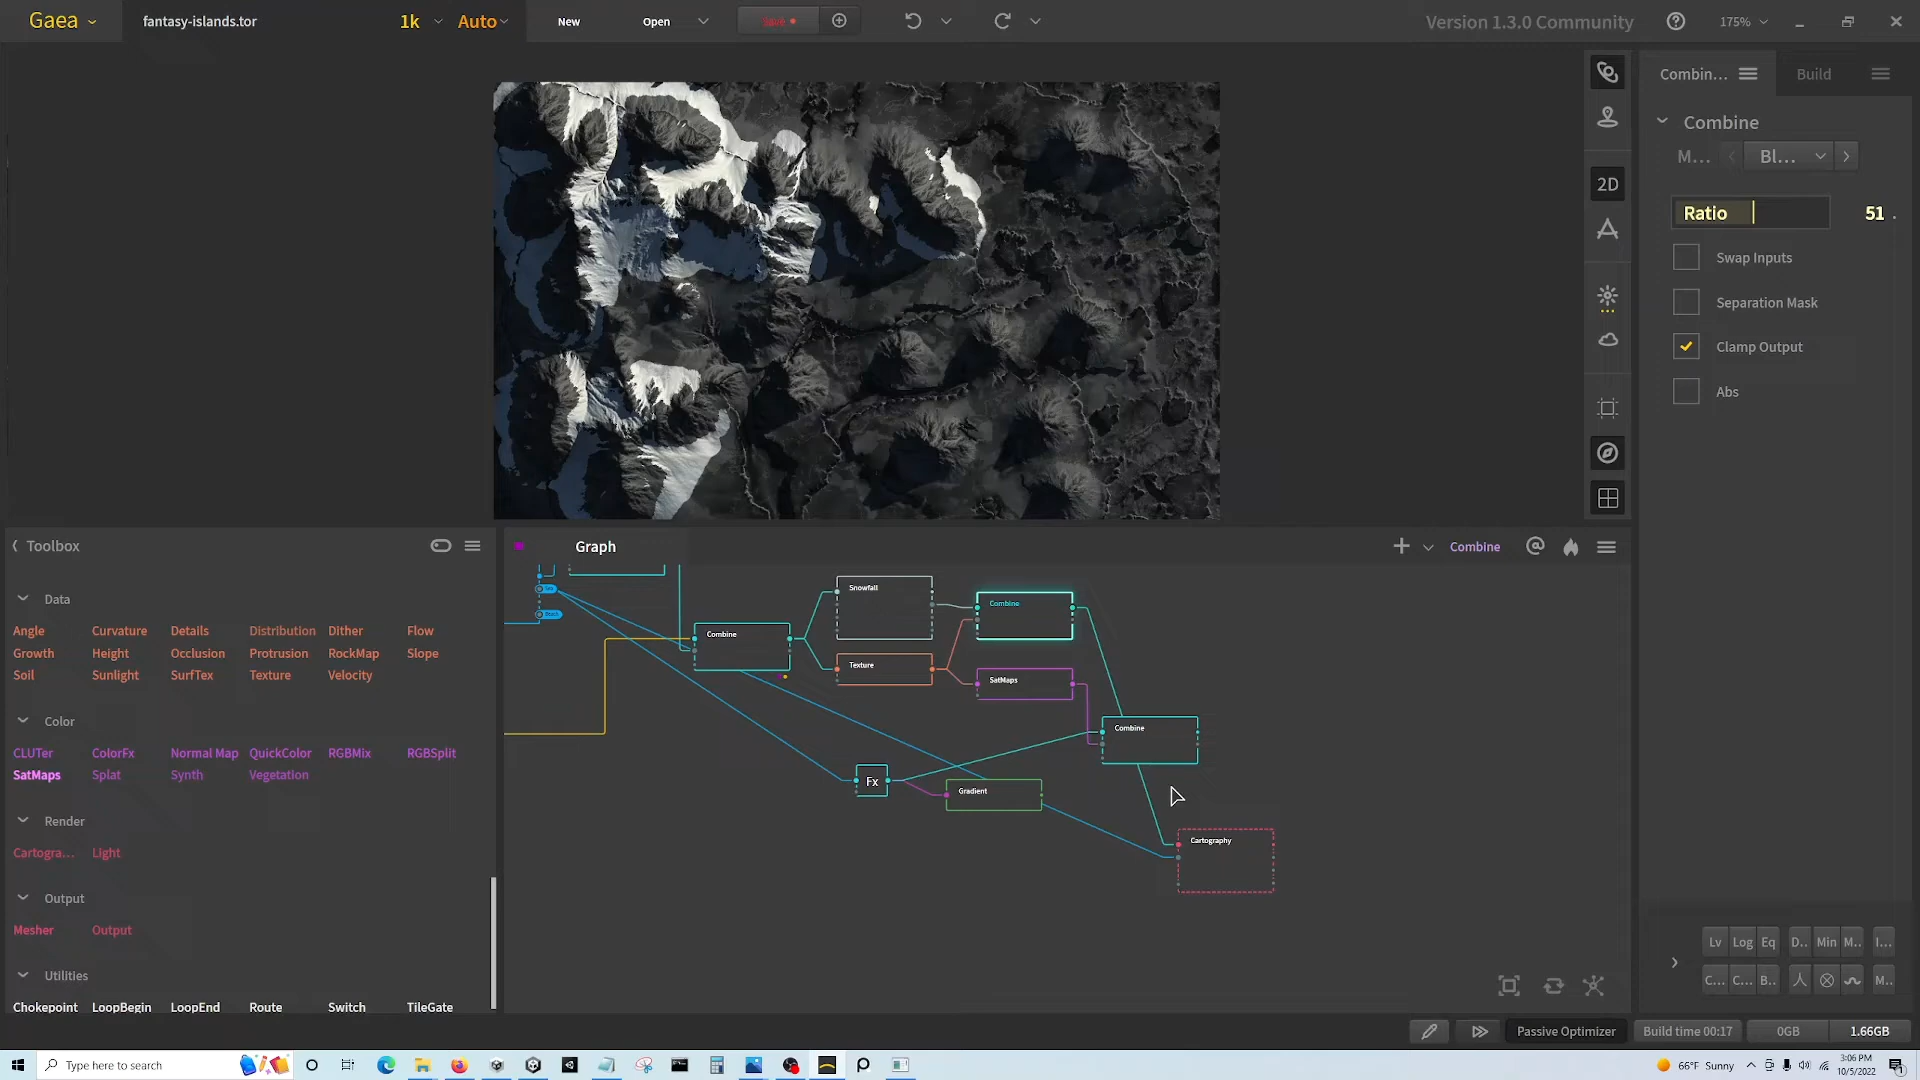 Gaea
fantasy-islands.tor
1k
Auto
New
Open
Save
Version 1.3.0 Community
175%
Combin...
Build
Combine
M...
Bl...
Ratio
51
Swap Inputs
Separation Mask
Clamp Output
Abs
2D
Toolbox
Data
Angle Curvature Details Distribution Dither Flow
Growth Height Occlusion Protrusion RockMap Slope
Soil Sunlight SurfTex Texture Velocity
Color
CLUTer ColorFx Normal Map QuickColor RGBMix RGBSplit
SatMaps Splat Synth Vegetation
Render
Cartogra... Light
Output
Mesher Output
Utilities
Chokepoint LoopBegin LoopEnd Route Switch TileGate
Graph
Combine
Snowfall
Combine
Combine
Texture
SatMaps
Combine
Fx
Gradient
Cartography
Lv Log Eq D.. Min M.. I...
C... C... B.. M..
Passive Optimizer
Build time 00:17
0GB
1.66GB
Type here to search
66°F Sunny
3:06 PM
10/5/2022